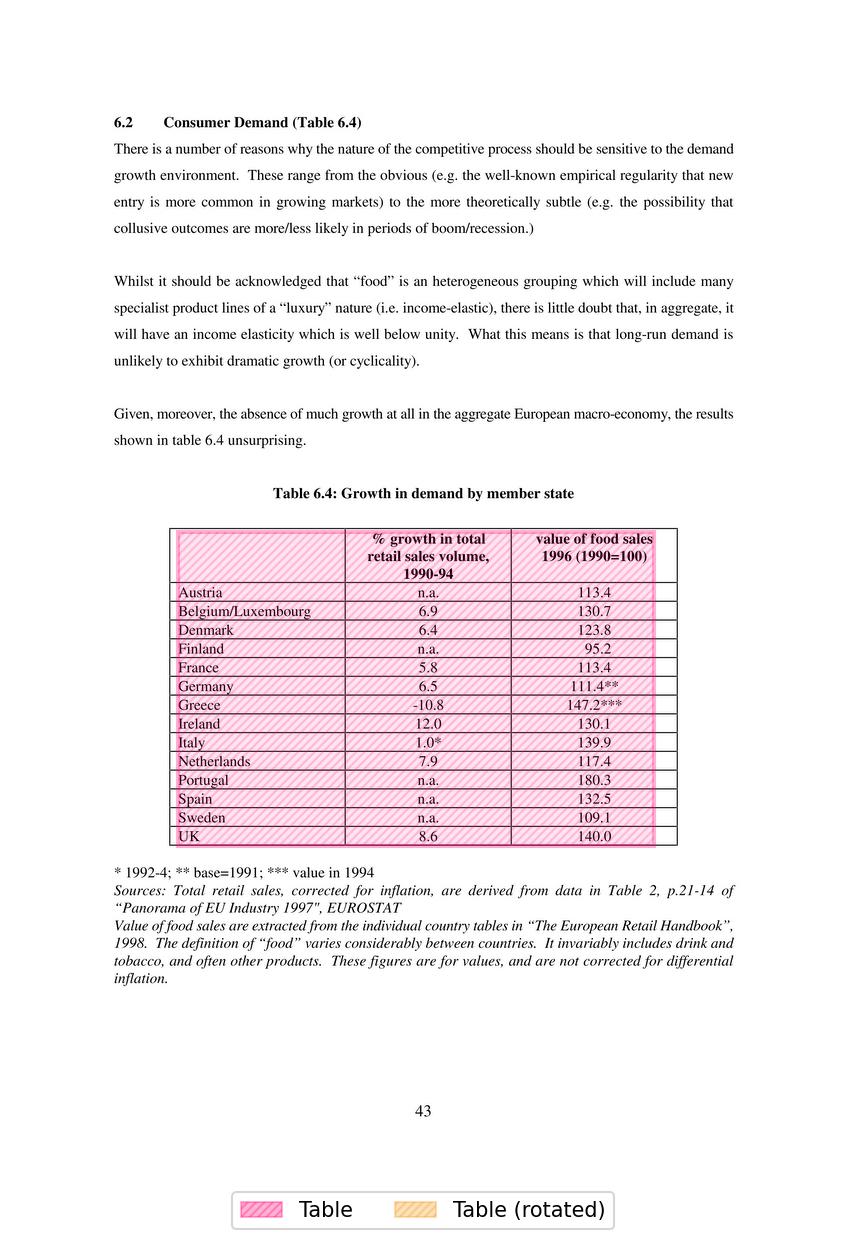 6.2 Consumer Demand (Table 6.4)
There is a number of reasons why the nature of the competitive process should be sensitive to the demand
growth environment. These range from the obvious (e.g. the well-known empirical regularity that new
entry is more common in growing markets) to the more theoretically subtle (e.g. the possibility that
collusive outcomes are more/less likely in periods of boom/recession.)
Whilst it should be acknowledged that “food” is an heterogeneous grouping which will include many
specialist product lines of a “luxury” nature (i.e. income-elastic), there is little doubt that, in aggregate, it
will have an income elasticity which is well below unity. What this means is that long-run demand is
unlikely to exhibit dramatic growth (or cyclicality).
Given, moreover, the absence of much growth at all in the aggregate European macro-economy, the results
shown in table 6.4 unsurprising.
Table 6.4: Growth in demand by member state
% growth in total retail sales volume, 1990-94 value of food sales 1996 (1990=100)
Austria n.a. 113.4
Belgium/Luxembourg 6.9 130.7
Denmark 6.4 123.8
Finland n.a. 95.2
France 5.8 113.4
Germany 6.5 111.4**
Greece -10.8 147.2***
Ireland 12.0 130.1
Italy 1.0* 139.9
Netherlands 7.9 117.4
Portugal n.a. 180.3
Spain n.a. 132.5
Sweden n.a. 109.1
UK 8.6 140.0
* 1992-4; ** base=1991; *** value in 1994
Sources: Total retail sales, corrected for inflation, are derived from data in Table 2, p.21-14 of
“Panorama of EU Industry 1997", EUROSTAT
Value of food sales are extracted from the individual country tables in “The European Retail Handbook”,
1998. The definition of “food” varies considerably between countries. It invariably includes drink and
tobacco, and often other products. These figures are for values, and are not corrected for differential
inflation.
43
Table Table (rotated)